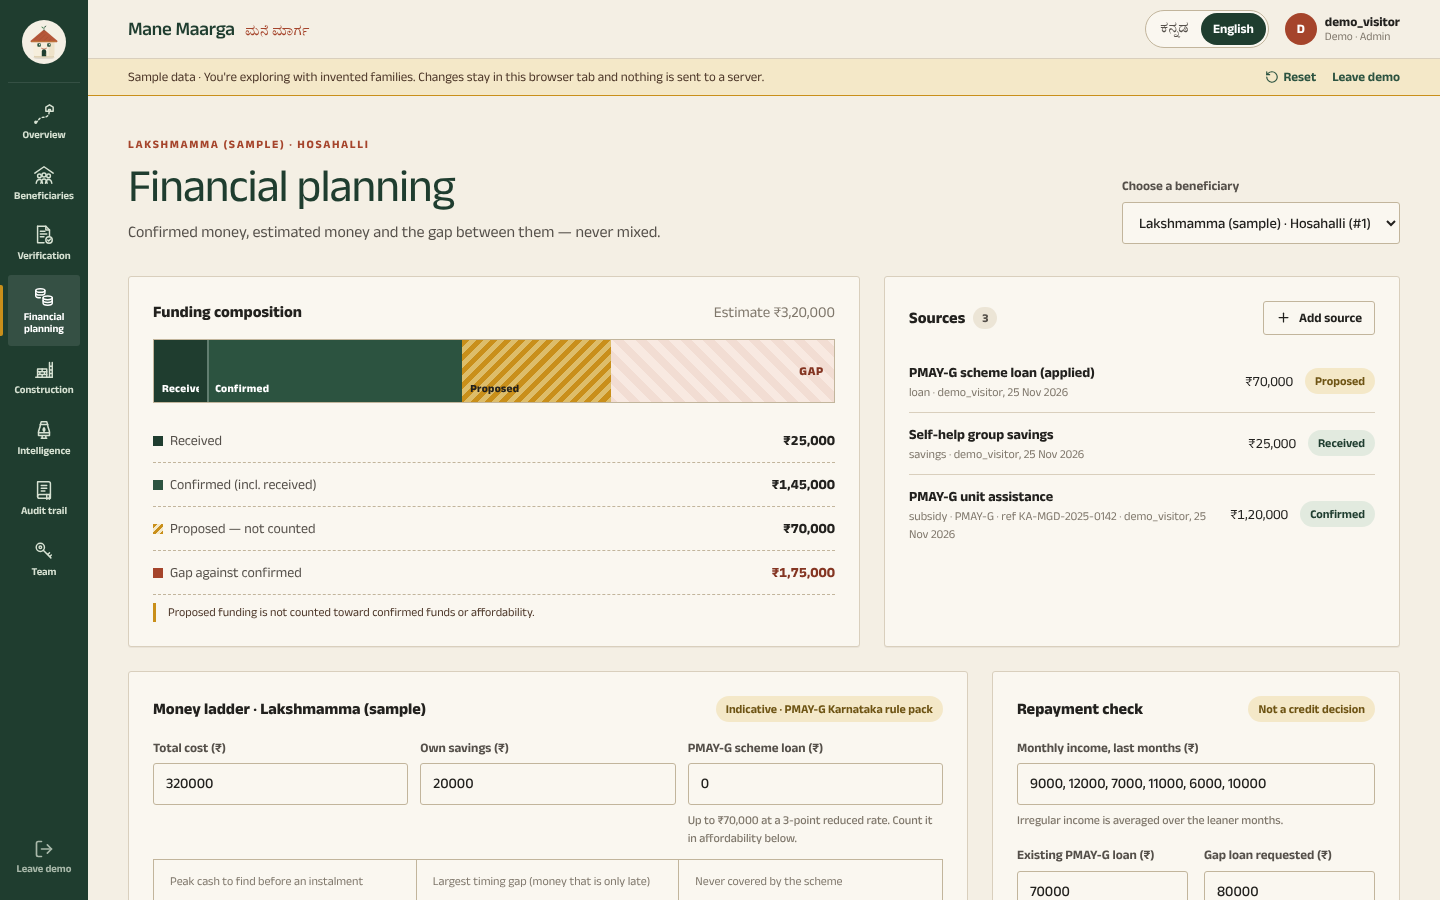 Mane Maarga ಮನೆ ಮಾರ್ಗ
ಕನ್ನಡ English
D demo_visitor
Demo · Admin
Sample data · You're exploring with invented families. Changes stay in this browser tab and nothing is sent to a server.
Reset Leave demo
Overview
Beneficiaries
Verification
Financial
planning
Construction
Intelligence
Audit trail
Team
Leave demo
LAKSHMAMMA (SAMPLE) · HOSAHALLI
Financial planning
Confirmed money, estimated money and the gap between them — never mixed.
Choose a beneficiary
Lakshmamma (sample) · Hosahalli (#1)
Funding composition Estimate ₹3,20,000
Receive Confirmed Proposed GAP
Received ₹25,000
Confirmed (incl. received) ₹1,45,000
Proposed — not counted ₹70,000
Gap against confirmed ₹1,75,000
Proposed funding is not counted toward confirmed funds or affordability.
Sources 3 + Add source
PMAY-G scheme loan (applied)
loan · demo_visitor, 25 Nov 2026
₹70,000 Proposed
Self-help group savings
savings · demo_visitor, 25 Nov 2026
₹25,000 Received
PMAY-G unit assistance
subsidy · PMAY-G · ref KA-MGD-2025-0142 · demo_visitor, 25
Nov 2026
₹1,20,000 Confirmed
Money ladder · Lakshmamma (sample) Indicative · PMAY-G Karnataka rule pack
Total cost (₹) Own savings (₹) PMAY-G scheme loan (₹)
320000 20000 0
Up to ₹70,000 at a 3-point reduced rate. Count it
in affordability below.
Peak cash to find before an instalment Largest timing gap (money that is only late) Never covered by the scheme
Repayment check Not a credit decision
Monthly income, last months (₹)
9000, 12000, 7000, 11000, 6000, 10000
Irregular income is averaged over the leaner months.
Existing PMAY-G loan (₹) Gap loan requested (₹)
70000 80000